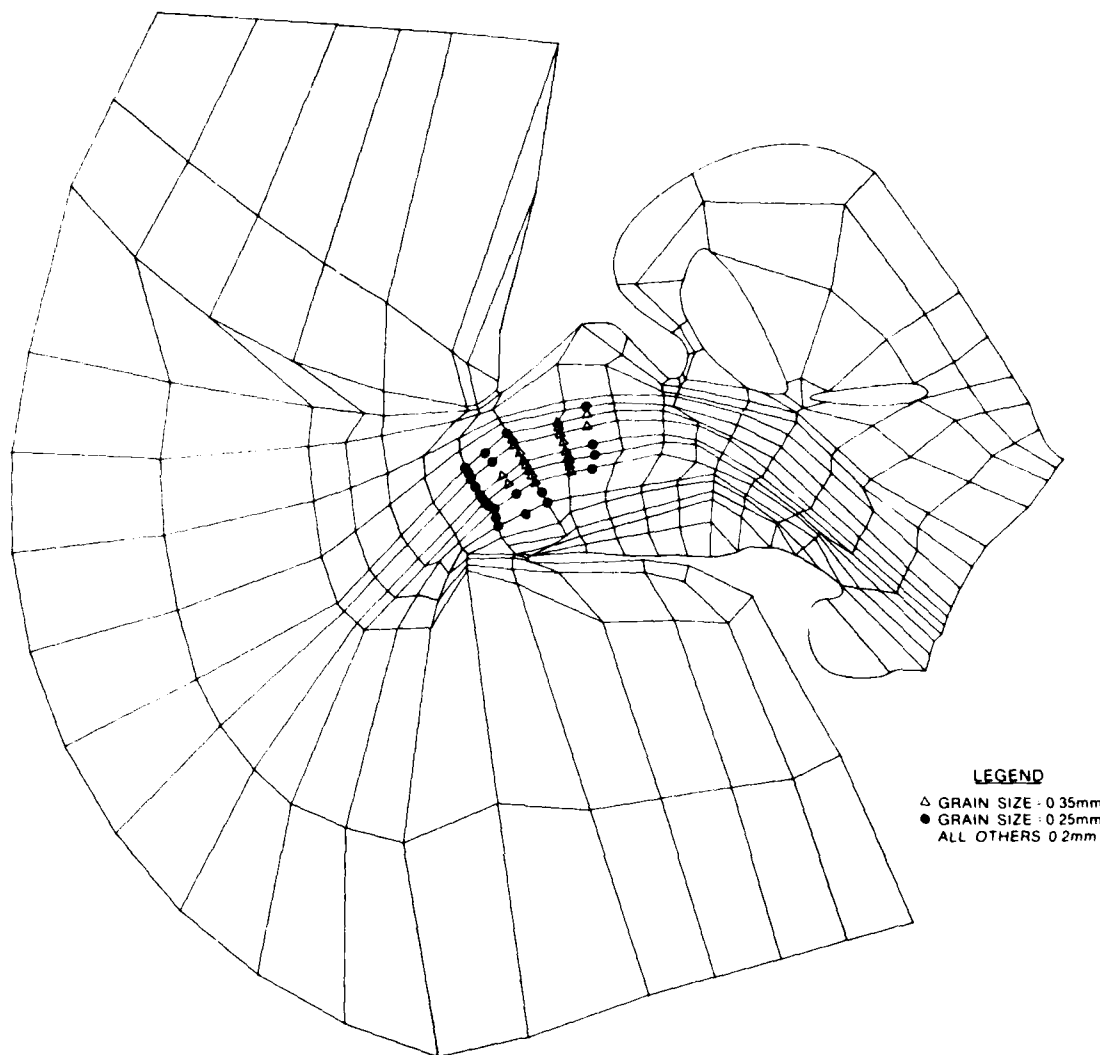 LEGEND
△ GRAIN SIZE = 0.35mm
● GRAIN SIZE = 0.25mm
ALL OTHERS 0.2mm